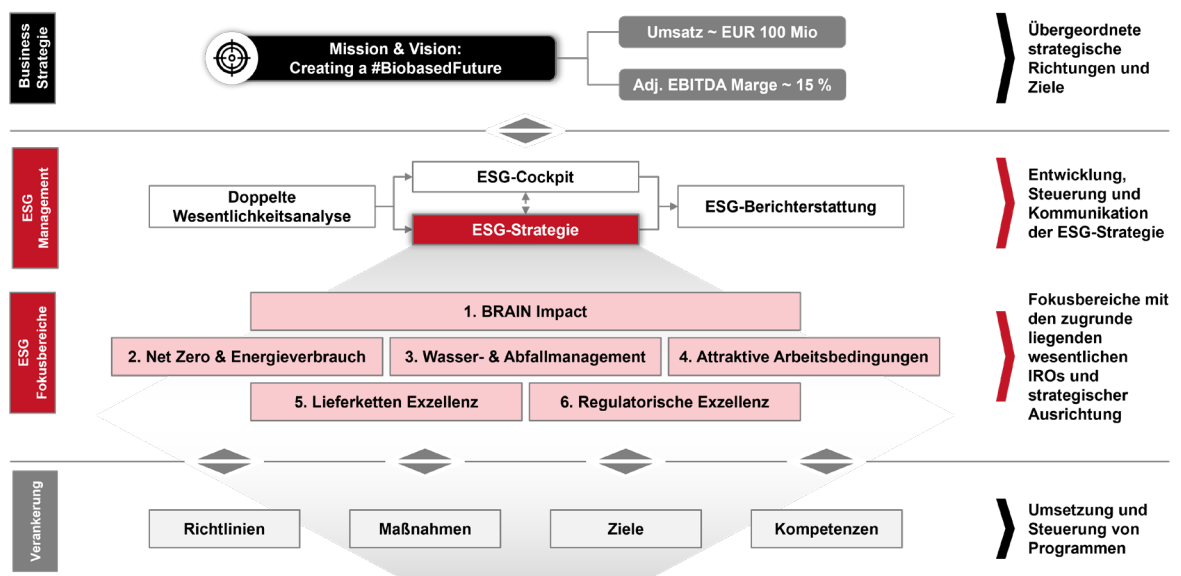 Business
Strategie
Mission & Vision:
Creating a #BiobasedFuture
Umsatz ~ EUR 100 Mio
Adj. EBITDA Marge ~ 15 %
Übergeordnete
strategische
Richtungen und
Ziele
ESG
Management
Doppelte
Wesentlichkeitsanalyse
ESG-Cockpit
ESG-Strategie
ESG-Berichterstattung
Entwicklung,
Steuerung und
Kommunikation
der ESG-Strategie
ESG
Fokusbereiche
1. BRAIN Impact
2. Net Zero & Energieverbrauch
3. Wasser- & Abfallmanagement
4. Attraktive Arbeitsbedingungen
5. Lieferketten Exzellenz
6. Regulatorische Exzellenz
Fokusbereiche mit
den zugrunde
liegenden
wesentlichen
IROs und
strategischer
Ausrichtung
Verankerung
Richtlinien
Maßnahmen
Ziele
Kompetenzen
Umsetzung und
Steuerung von
Programmen